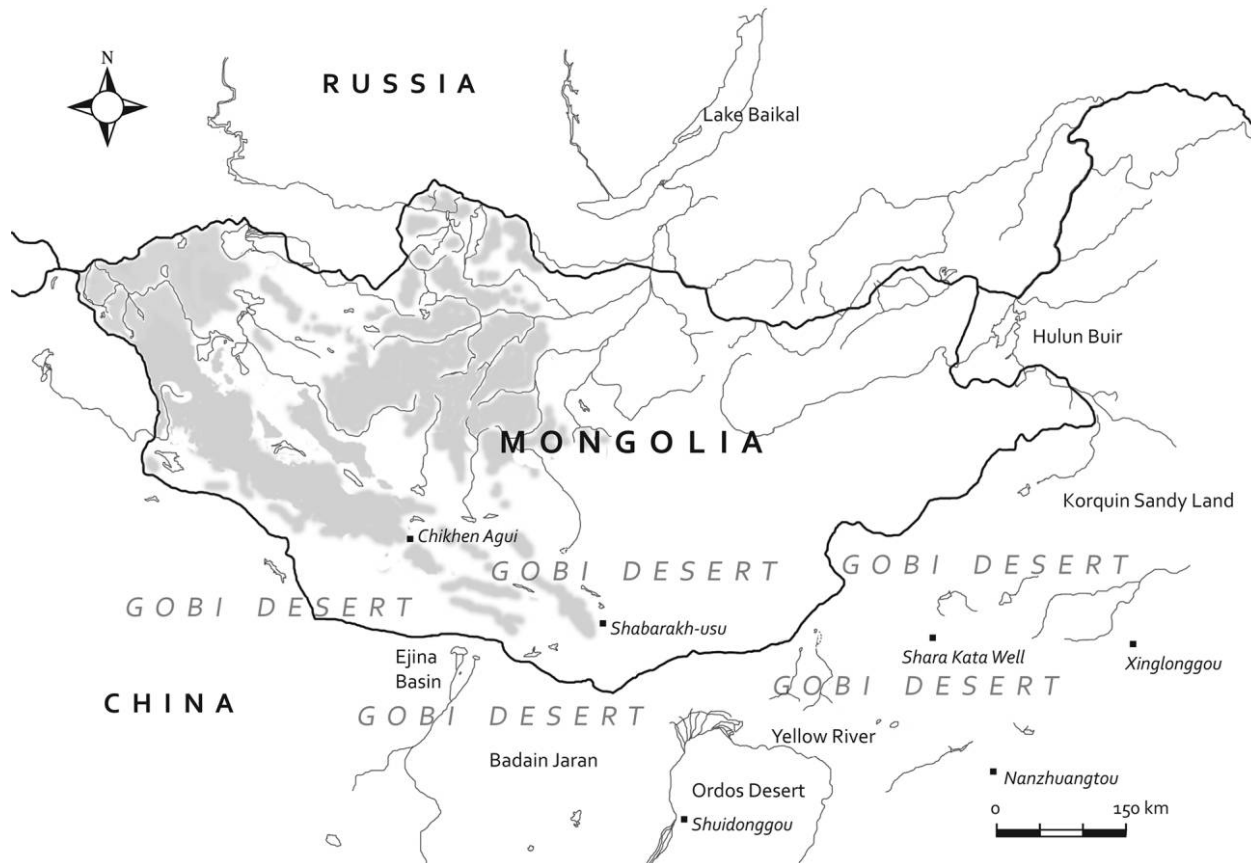 N
RUSSIA
Lake Baikal
Hulun Buir
MONGOLIA
Korquin Sandy Land
Chikhen Agui
GOBI DESERT
GOBI DESERT
GOBI DESERT
Shabarakh-usu
Shara Kata Well
Xinglonggou
Ejina
Basin
GOBI DESERT
CHINA
GOBI DESERT
Yellow River
Badain Jaran
Nanzhuangtou
Ordos Desert
Shuidonggou
0 150 km